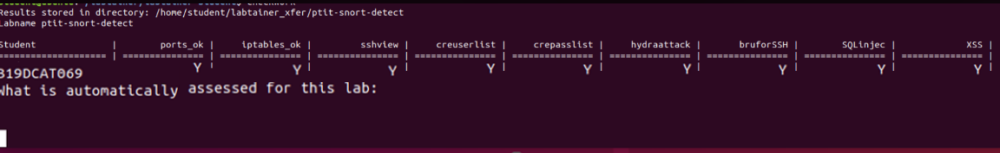 Results stored in directory: /home/student/labtainer_xfer/ptit-snort-detect
Labname ptit-snort-detect
Student | ports_ok | iptables_ok | sshview | creuserlist | crepasslist | hydraattack | bruforSSH | SQLinjec | XSS |
==================== | =============== | =============== | =============== | =============== | =============== | =============== | =============== | =============== | =============== |
B19DCAT069 Y | Y | Y | Y | Y | Y | Y | Y | Y |
What is automatically assessed for this lab: